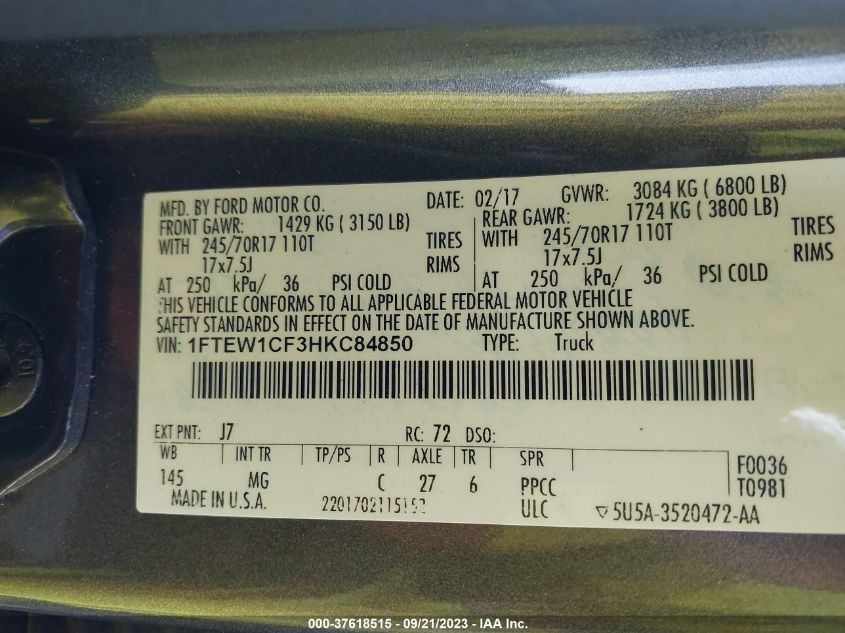 MFD. BY FORD MOTOR CO. DATE: 02/17 GVWR: 3084 KG ( 6800 LB)
FRONT GAWR: 1429 KG ( 3150 LB) REAR GAWR: 1724 KG ( 3800 LB)
WITH 245/70R17 110T TIRES WITH 245/70R17 110T TIRES
17x7.5J RIMS 17x7.5J RIMS
AT 250 kPa/ 36 PSI COLD AT 250 kPa/ 36 PSI COLD
THIS VEHICLE CONFORMS TO ALL APPLICABLE FEDERAL MOTOR VEHICLE
SAFETY STANDARDS IN EFFECT ON THE DATE OF MANUFACTURE SHOWN ABOVE.
VIN: 1FTEW1CF3HKC84850 TYPE: Truck
EXT PNT: J7 RC: 72 DSO:
WB INT TR TP/PS R AXLE TR SPR F0036
145 MG C 27 6 PPCC T0981
MADE IN U.S.A. 2201702115152 ULC ▽5U5A-3520472-AA
000-37618515 - 09/21/2023 - IAA Inc.